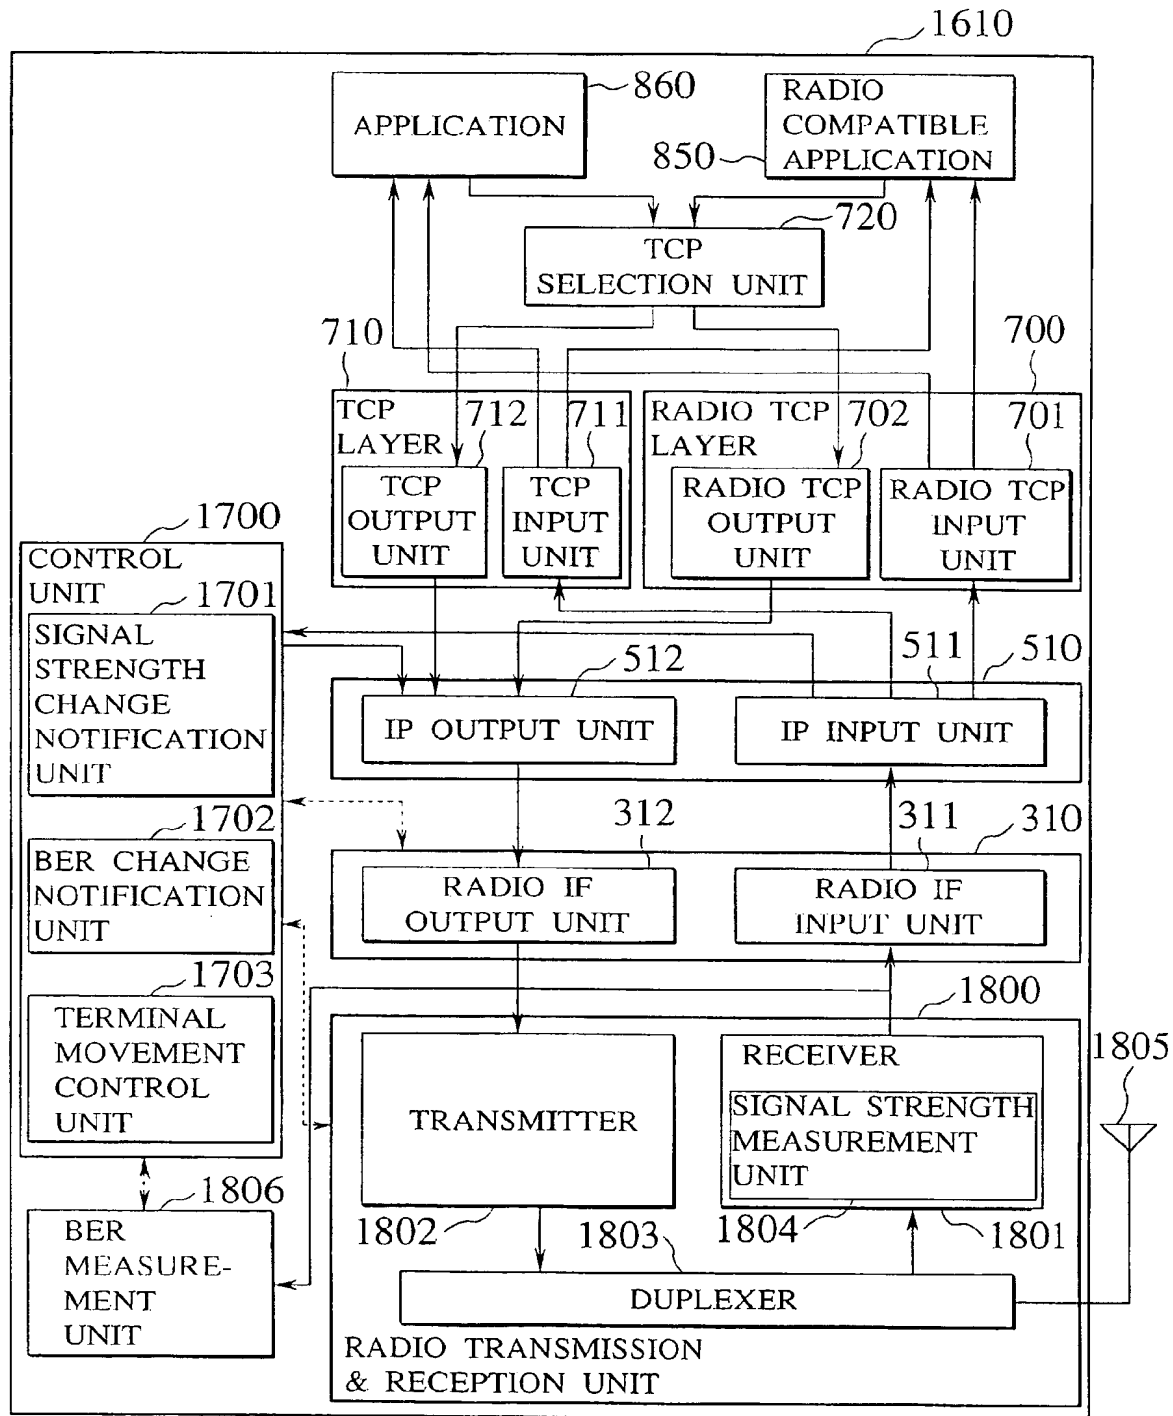 1610
860
APPLICATION
RADIO
COMPATIBLE
APPLICATION
850
720
TCP
SELECTION UNIT
710
700
TCP
LAYER
712
711
RADIO TCP
LAYER
702
701
TCP
OUTPUT
UNIT
TCP
INPUT
UNIT
RADIO TCP
OUTPUT
UNIT
RADIO TCP
INPUT
UNIT
1700
CONTROL
UNIT
1701
SIGNAL
STRENGTH
CHANGE
NOTIFICATION
UNIT
512
511
510
IP OUTPUT UNIT
IP INPUT UNIT
1702
BER CHANGE
NOTIFICATION
UNIT
312
311
310
RADIO IF
OUTPUT UNIT
RADIO IF
INPUT UNIT
1703
TERMINAL
MOVEMENT
CONTROL
UNIT
1800
1805
TRANSMITTER
RECEIVER
SIGNAL STRENGTH
MEASUREMENT
UNIT
1806
BER
MEASURE-
MENT
UNIT
1802
1803
1804
1801
DUPLEXER
RADIO TRANSMISSION
& RECEPTION UNIT